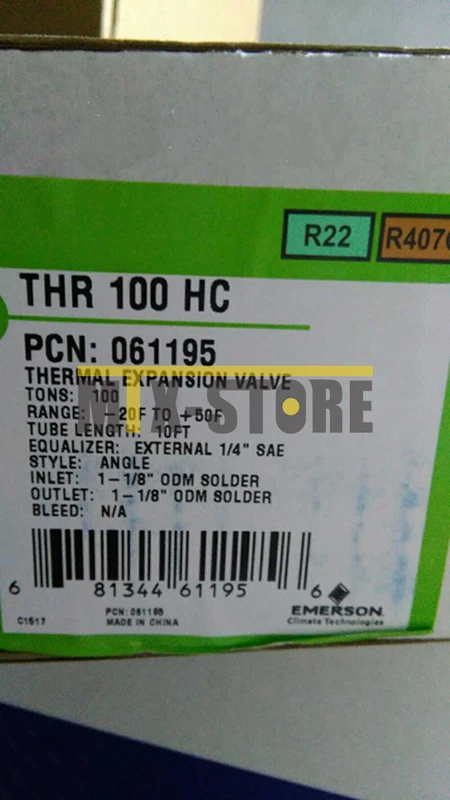 R22 R407C
THR 100 HC
PCN: 061195
THERMAL EXPANSION VALVE
TONS: 100
RANGE: -20F TO +50F
TUBE LENGTH: 10FT
EQUALIZER: EXTERNAL 1/4" SAE
STYLE: ANGLE
INLET: 1-1/8" ODM SOLDER
OUTLET: 1-1/8" ODM SOLDER
BLEED: N/A
MTX-STORE
6 81344 61195 6
PCN: 061195
C1517 MADE IN CHINA
EMERSON
Climate Technologies